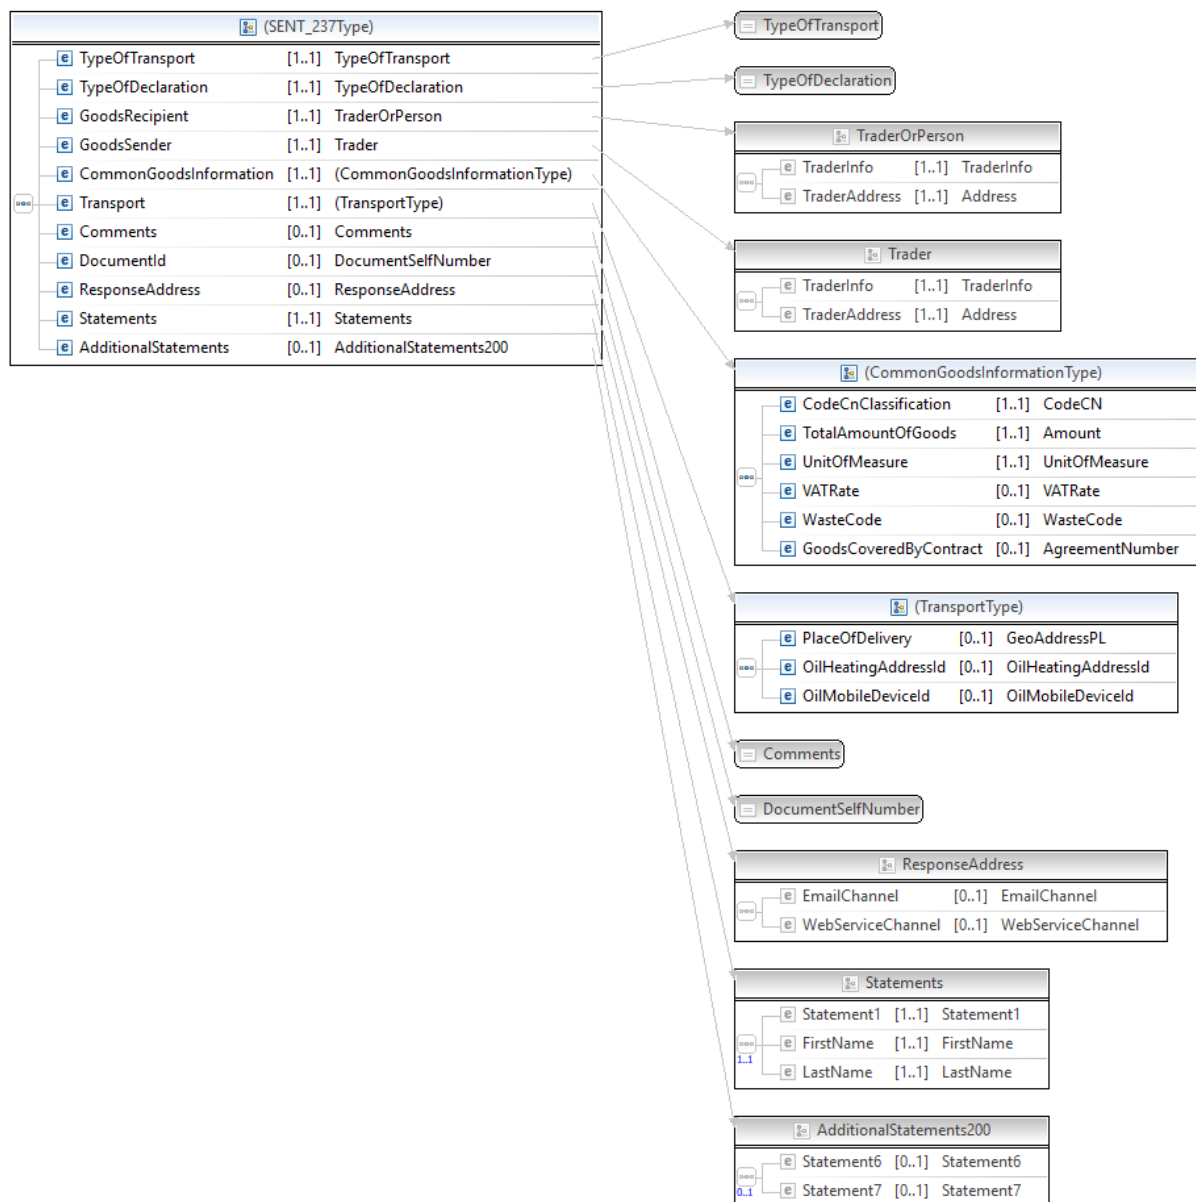 (SENT_237Type)
TypeOfTransport [1..1] TypeOfTransport
TypeOfDeclaration [1..1] TypeOfDeclaration
GoodsRecipient [1..1] TraderOrPerson
GoodsSender [1..1] Trader
CommonGoodsInformation [1..1] (CommonGoodsInformationType)
Transport [1..1] (TransportType)
Comments [0..1] Comments
DocumentId [0..1] DocumentSelfNumber
ResponseAddress [0..1] ResponseAddress
Statements [1..1] Statements
AdditionalStatements [0..1] AdditionalStatements200
TypeOfTransport
TypeOfDeclaration
TraderOrPerson
TraderInfo [1..1] TraderInfo
TraderAddress [1..1] Address
Trader
TraderInfo [1..1] TraderInfo
TraderAddress [1..1] Address
(CommonGoodsInformationType)
CodeCnClassification [1..1] CodeCN
TotalAmountOfGoods [1..1] Amount
UnitOfMeasure [1..1] UnitOfMeasure
VATRate [0..1] VATRate
WasteCode [0..1] WasteCode
GoodsCoveredByContract [0..1] AgreementNumber
(TransportType)
PlaceOfDelivery [0..1] GeoAddressPL
OilHeatingAddressId [0..1] OilHeatingAddressId
OilMobileDeviceId [0..1] OilMobileDeviceId
Comments
DocumentSelfNumber
ResponseAddress
EmailChannel [0..1] EmailChannel
WebServiceChannel [0..1] WebServiceChannel
Statements
Statement1 [1..1] Statement1
FirstName [1..1] FirstName
1..1
LastName [1..1] LastName
AdditionalStatements200
Statement6 [0..1] Statement6
0..1
Statement7 [0..1] Statement7